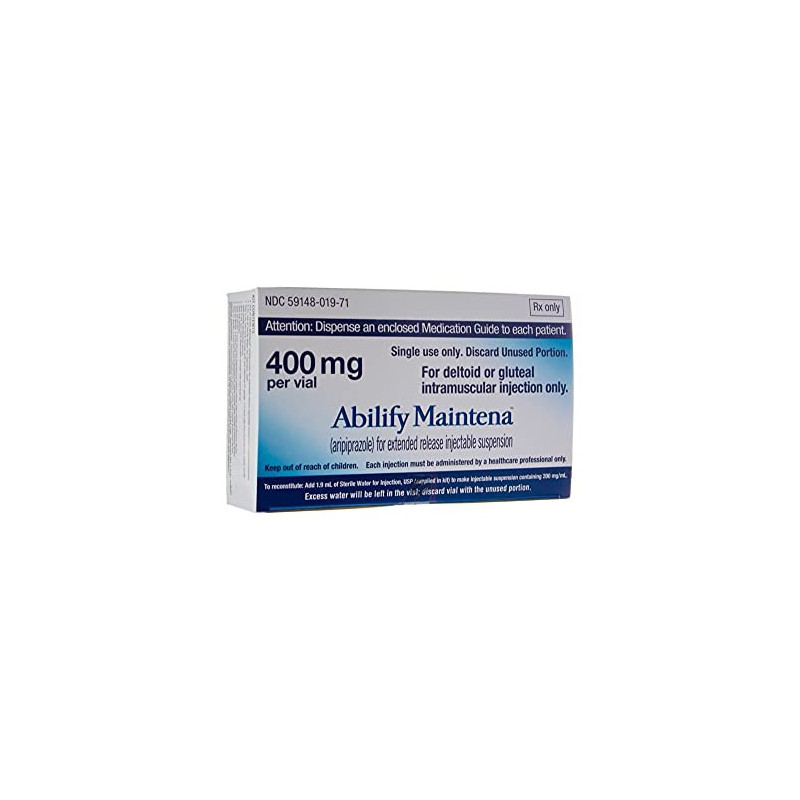 NDC 59148-019-71
Rx only
Attention: Dispense an enclosed Medication Guide to each patient.
400 mg
per vial
Single use only. Discard Unused Portion.
For deltoid or gluteal
intramuscular injection only.
Abilify Maintena™
(aripiprazole) for extended release injectable suspension
Keep out of reach of children. Each injection must be administered by a healthcare professional only.
To reconstitute: Add 1.9 mL of Sterile Water for Injection, USP (supplied in kit) to make injectable suspension containing 200 mg/mL.
Excess water will be left in the vial; discard vial with the unused portion.